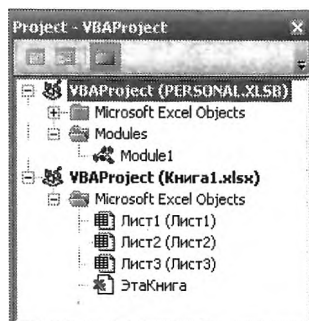 Project - VBAProject
VBAProject (PERSONAL.XLSB)
Microsoft Excel Objects
Modules
Module1
VBAProject (Книга1.xlsx)
Microsoft Excel Objects
Лист1 (Лист1)
Лист2 (Лист2)
Лист3 (Лист3)
ЭтаКнига